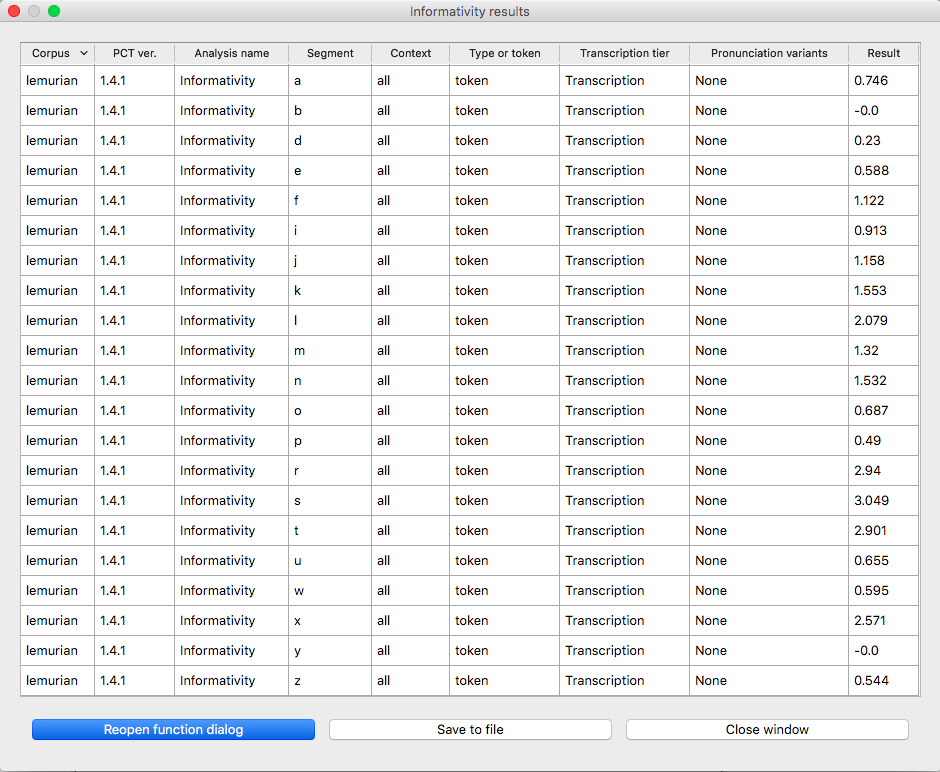 Informativity results
Corpus PCT ver. Analysis name Segment Context Type or token Transcription tier Pronunciation variants Result
lemurian 1.4.1 Informativity a all token Transcription None 0.746
lemurian 1.4.1 Informativity b all token Transcription None -0.0
lemurian 1.4.1 Informativity d all token Transcription None 0.23
lemurian 1.4.1 Informativity e all token Transcription None 0.588
lemurian 1.4.1 Informativity f all token Transcription None 1.122
lemurian 1.4.1 Informativity i all token Transcription None 0.913
lemurian 1.4.1 Informativity j all token Transcription None 1.158
lemurian 1.4.1 Informativity k all token Transcription None 1.553
lemurian 1.4.1 Informativity l all token Transcription None 2.079
lemurian 1.4.1 Informativity m all token Transcription None 1.32
lemurian 1.4.1 Informativity n all token Transcription None 1.532
lemurian 1.4.1 Informativity o all token Transcription None 0.687
lemurian 1.4.1 Informativity p all token Transcription None 0.49
lemurian 1.4.1 Informativity r all token Transcription None 2.94
lemurian 1.4.1 Informativity s all token Transcription None 3.049
lemurian 1.4.1 Informativity t all token Transcription None 2.901
lemurian 1.4.1 Informativity u all token Transcription None 0.655
lemurian 1.4.1 Informativity w all token Transcription None 0.595
lemurian 1.4.1 Informativity x all token Transcription None 2.571
lemurian 1.4.1 Informativity y all token Transcription None -0.0
lemurian 1.4.1 Informativity z all token Transcription None 0.544
Reopen function dialog Save to file Close window